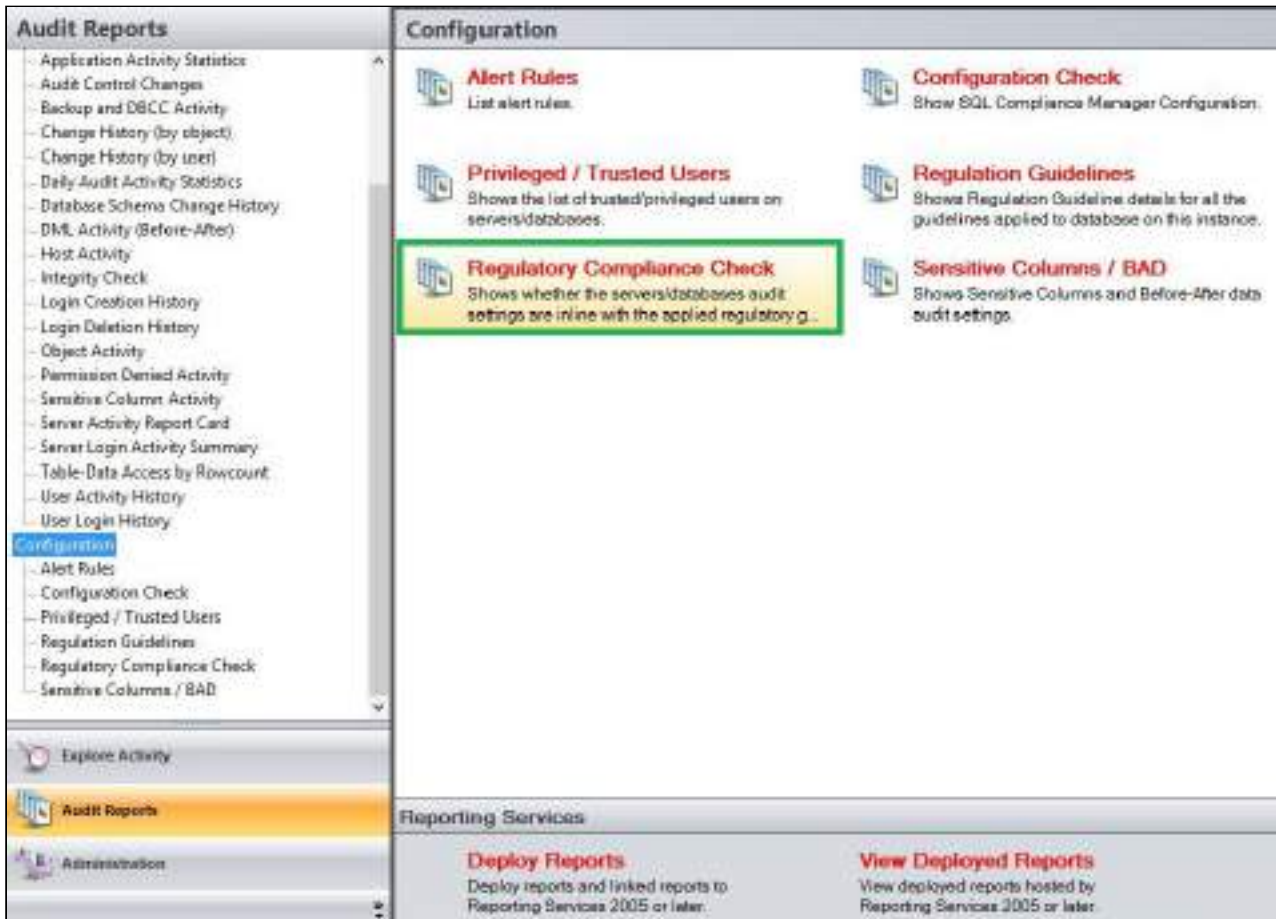 Audit Reports
Application Activity Statistics
Audit Control Changes
Backup and DBCC Activity
Change History (by object)
Change History (by user)
Daily Audit Activity Statistics
Database Schema Change History
DML Activity (Before-After)
Host Activity
Integrity Check
Login Creation History
Login Deletion History
Object Activity
Permission Denied Activity
Sensitive Column Activity
Server Activity Report Card
Server Login Activity Summary
Table-Data Access by Rowcount
User Activity History
User Login History
Configuration
Alert Rules
Configuration Check
Privileged / Trusted Users
Regulation Guidelines
Regulatory Compliance Check
Sensitive Columns / BAD
Explore Activity
Audit Reports
Administration
Configuration
Alert Rules
List alert rules.
Configuration Check
Show SQL Compliance Manager Configuration.
Privileged / Trusted Users
Shows the list of trusted/privileged users on
servers/databases.
Regulation Guidelines
Shows Regulation Guideline details for all the
guidelines applied to database on this instance.
Regulatory Compliance Check
Shows whether the servers/databases audit
settings are inline with the applied regulatory g...
Sensitive Columns / BAD
Shows Sensitive Columns and Before-After data
audit settings.
Reporting Services
Deploy Reports
Deploy reports and linked reports to
Reporting Services 2005 or later.
View Deployed Reports
View deployed reports hosted by
Reporting Services 2005 or later.